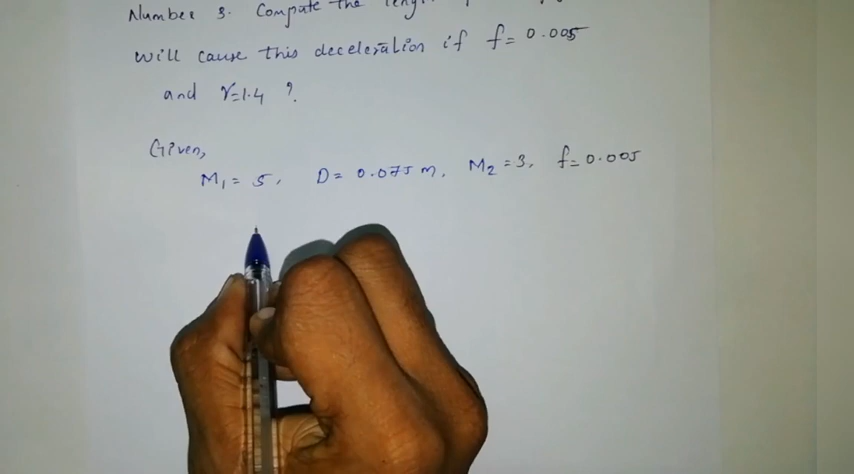 Number 3. Compute the length
will cause this deceleration if f = 0.005
and γ=1.4 ?
Given,
M₁ = 5, D = 0.075 m, M₂ = 3, f = 0.005